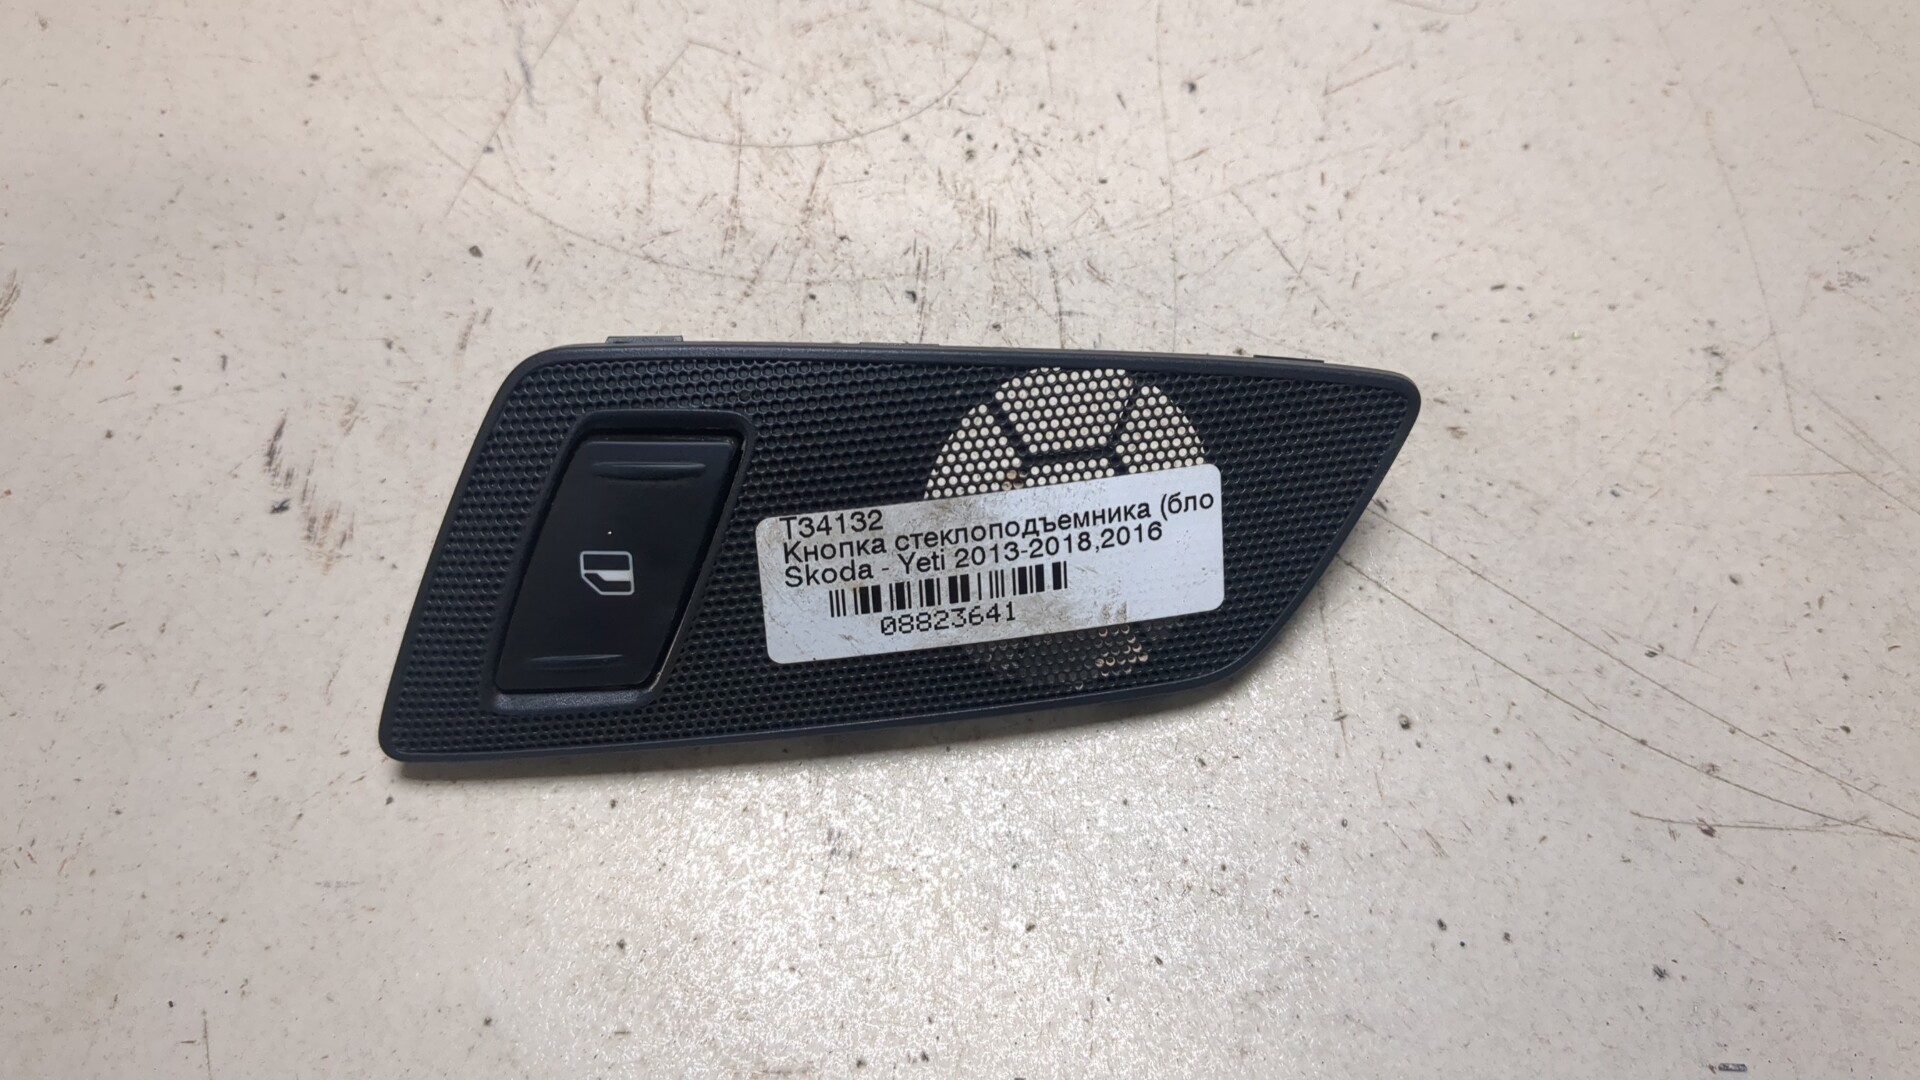 T34132
Кнопка стеклоподъемника (бло
Skoda - Yeti 2013-2018,2016
08823641